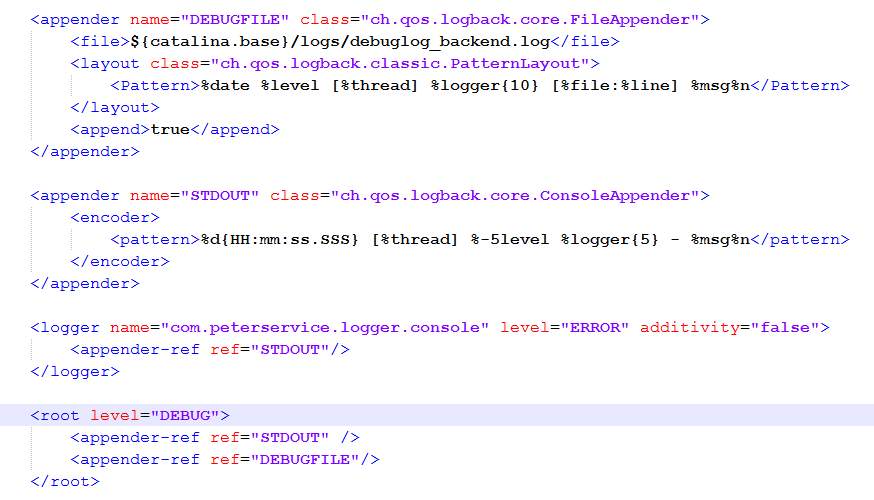 <appender name="DEBUGFILE" class="ch.qos.logback.core.FileAppender">
<file>${catalina.base}/logs/debuglog_backend.log</file>
<layout class="ch.qos.logback.classic.PatternLayout">
<Pattern>%date %level [%thread] %logger{10} [%file:%line] %msg%n</Pattern>
</layout>
<append>true</append>
</appender>
<appender name="STDOUT" class="ch.qos.logback.core.ConsoleAppender">
<encoder>
<pattern>%d{HH:mm:ss.SSS} [%thread] %-5level %logger{5} - %msg%n</pattern>
</encoder>
</appender>
<logger name="com.peterservice.logger.console" level="ERROR" additivity="false">
<appender-ref ref="STDOUT"/>
</logger>
<root level="DEBUG">
<appender-ref ref="STDOUT" />
<appender-ref ref="DEBUGFILE"/>
</root>